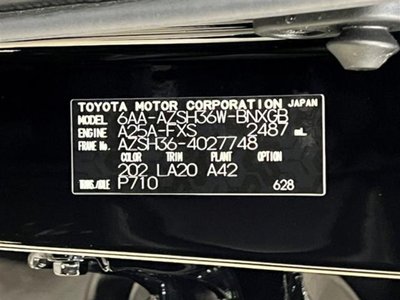 TOYOTA MOTOR CORPORATION JAPAN
MODEL 6AA-AZSH36W-BNXGB
ENGINE A25A-FXS 2487 mL
FRAME No. AZSH36-4027748
COLOR TRIM PLANT OPTION
202 LA20 A42
TRANS/AXLE P710 628